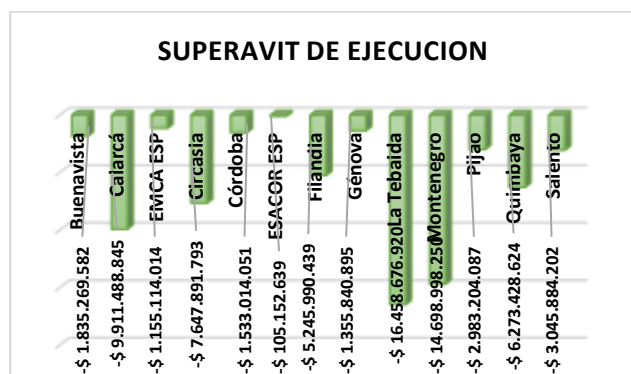 SUPERAVIT DE EJECUCION
Buenavista
Calarcá
EMCA ESP
Circasia
Córdoba
ESACOR ESP
Filandia
Génova
La Tebaida
Montenegro
Pijao
Quimbaya
Salento
-$ 1.835.269.582
-$ 9.911.488.845
-$ 1.155.114.014
-$ 7.647.891.793
-$ 1.533.014.051
-$ 105.152.639
-$ 5.245.990.439
-$ 1.355.840.895
-$ 16.458.676.920
-$ 14.698.998.250
-$ 2.983.204.087
-$ 6.273.428.624
-$ 3.045.884.202